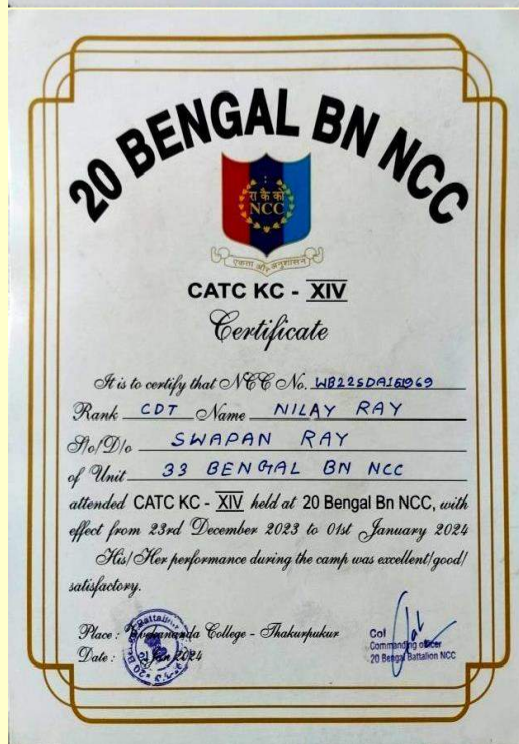 20 BENGAL BN NCC
रा कै को
NCC
एकता और अनुशासन
CATC KC - XIV
Certificate
It is to certify that NCC No. WB22SDA161969
Rank CDT Name NILAY RAY
S/o/D/o SWAPAN RAY
of Unit 33 BENGAL BN NCC
attended CATC KC - XIV held at 20 Bengal Bn NCC, with
effect from 23rd December 2023 to 01st January 2024
His/Her performance during the camp was excellent/good/
satisfactory.
Place : Vivekananda College - Thakurpukur
Date : Jan 2024
Col
Commanding officer
20 Bengal Battalion NCC